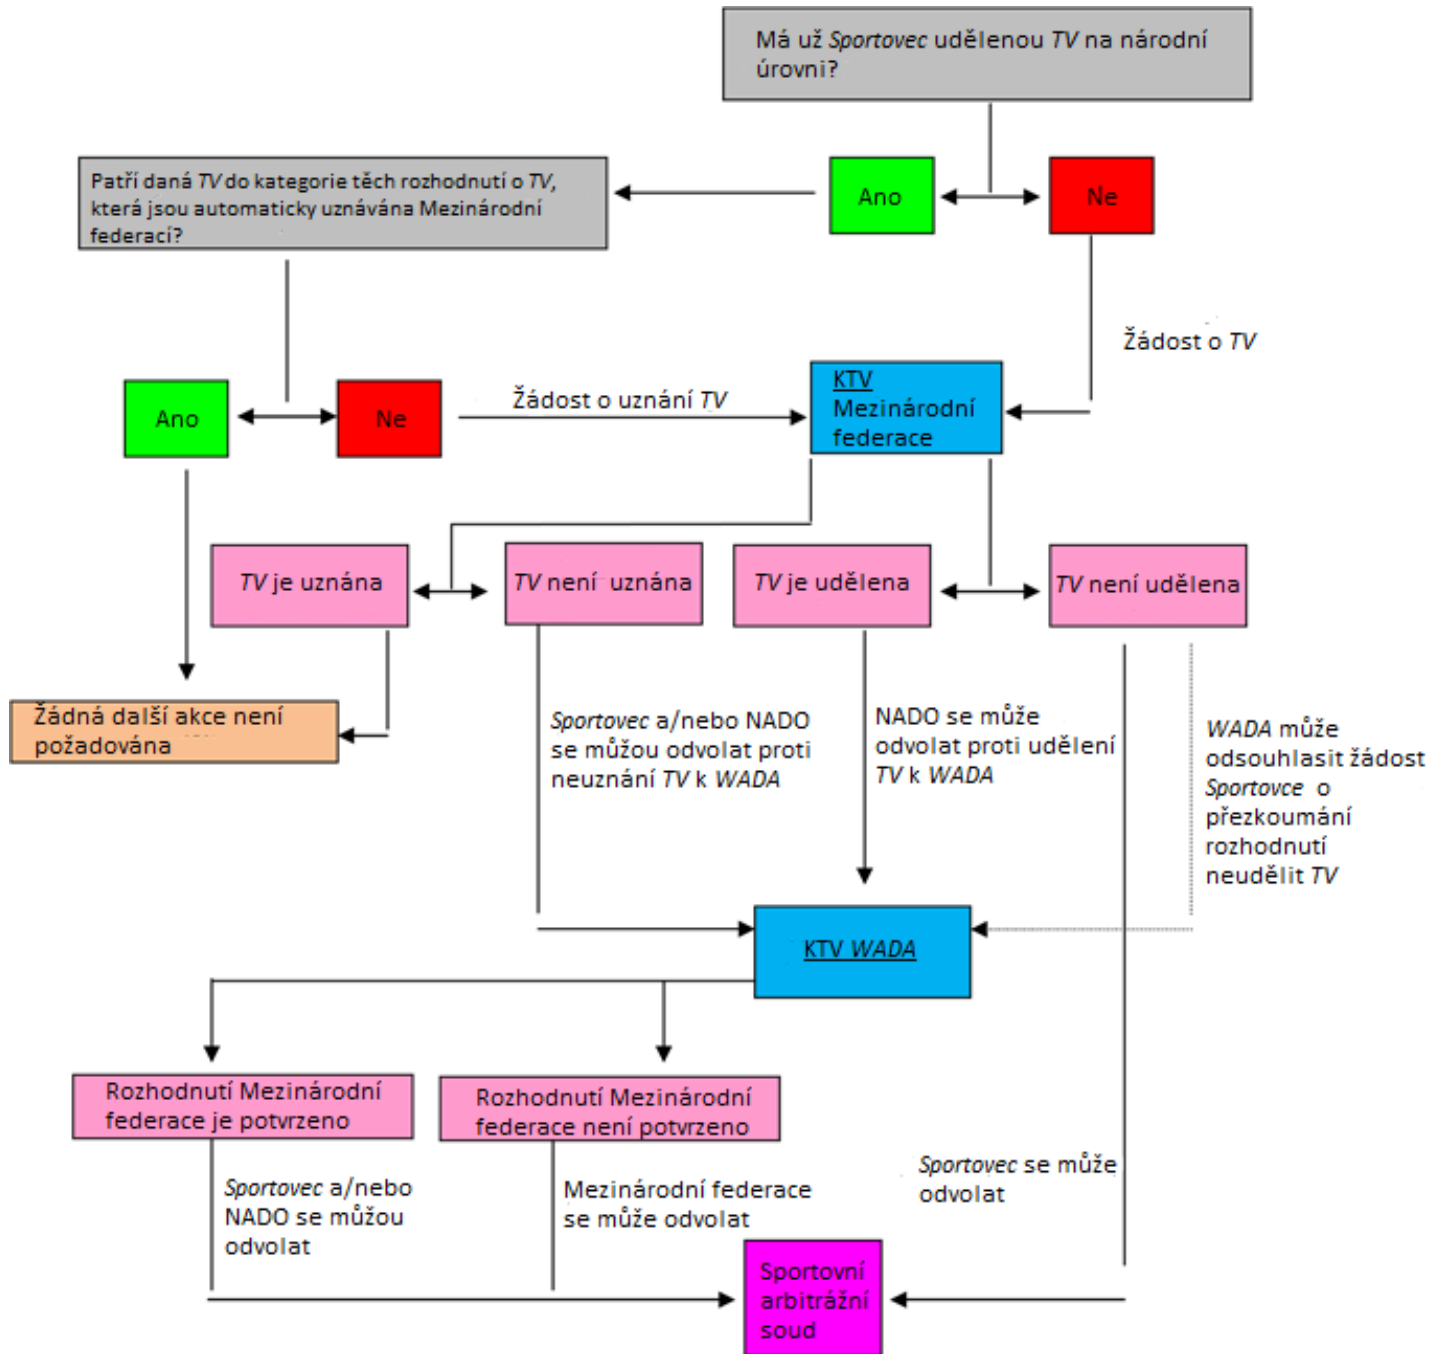 Má už Sportovec udělenou TV na národní
úrovni?
Patří daná TV do kategorie těch rozhodnutí o TV,
která jsou automaticky uznávána Mezinárodní
federací?
Ano
Ne
Žádost o TV
Ano
Ne
Žádost o uznání TV
KTV
Mezinárodní
federace
TV je uznána
TV není uznána
TV je udělena
TV není udělena
Žádná další akce není
požadována
Sportovec a/nebo NADO
se můžou odvolat proti
neuznání TV k WADA
NADO se může
odvolat proti udělení
TV k WADA
WADA může
odsouhlasit žádost
Sportovce o
přezkoumání
rozhodnutí
neudělit TV
KTV WADA
Rozhodnutí Mezinárodní
federace je potvrzeno
Rozhodnutí Mezinárodní
federace není potvrzeno
Sportovec a/nebo
NADO se můžou
odvolat
Mezinárodní federace
se může odvolat
Sportovec se může
odvolat
Sportovní
arbitrážní
soud